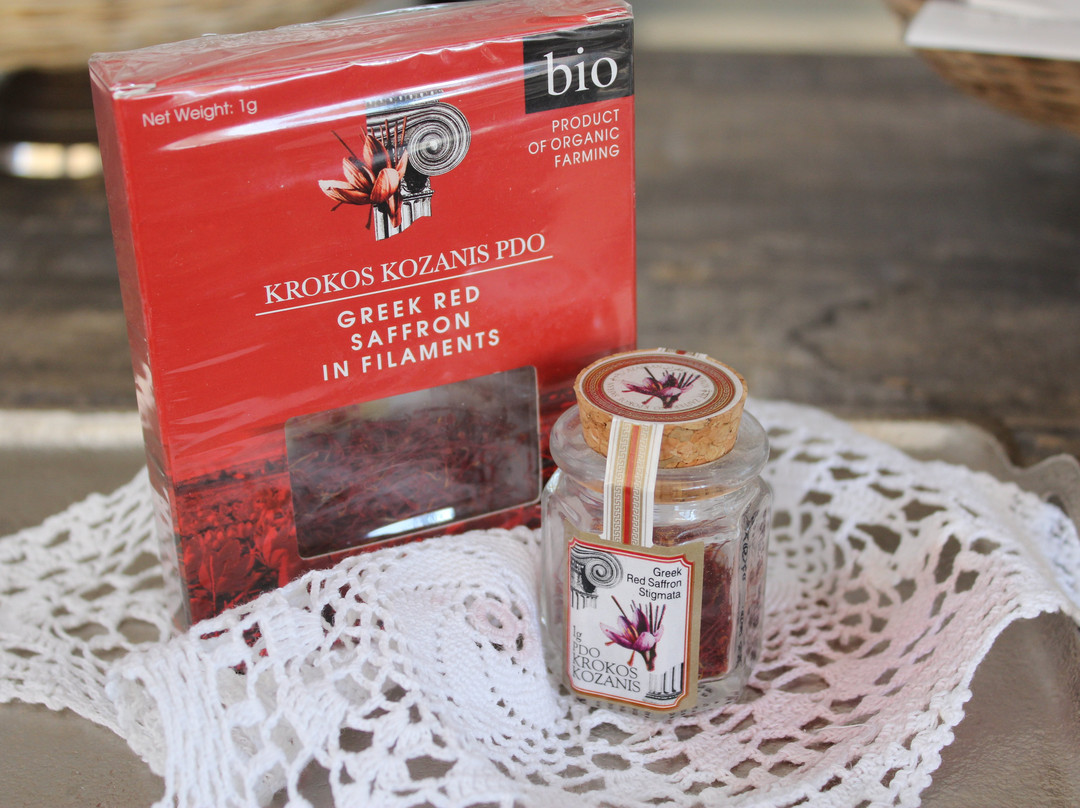 Net Weight: 1g
bio
PRODUCT
OF ORGANIC
FARMING
KROKOS KOZANIS PDO
GREEK RED
SAFFRON
IN FILAMENTS
Greek
Red Saffron
Stigmata
1g
PDO
KROKOS
KOZANIS